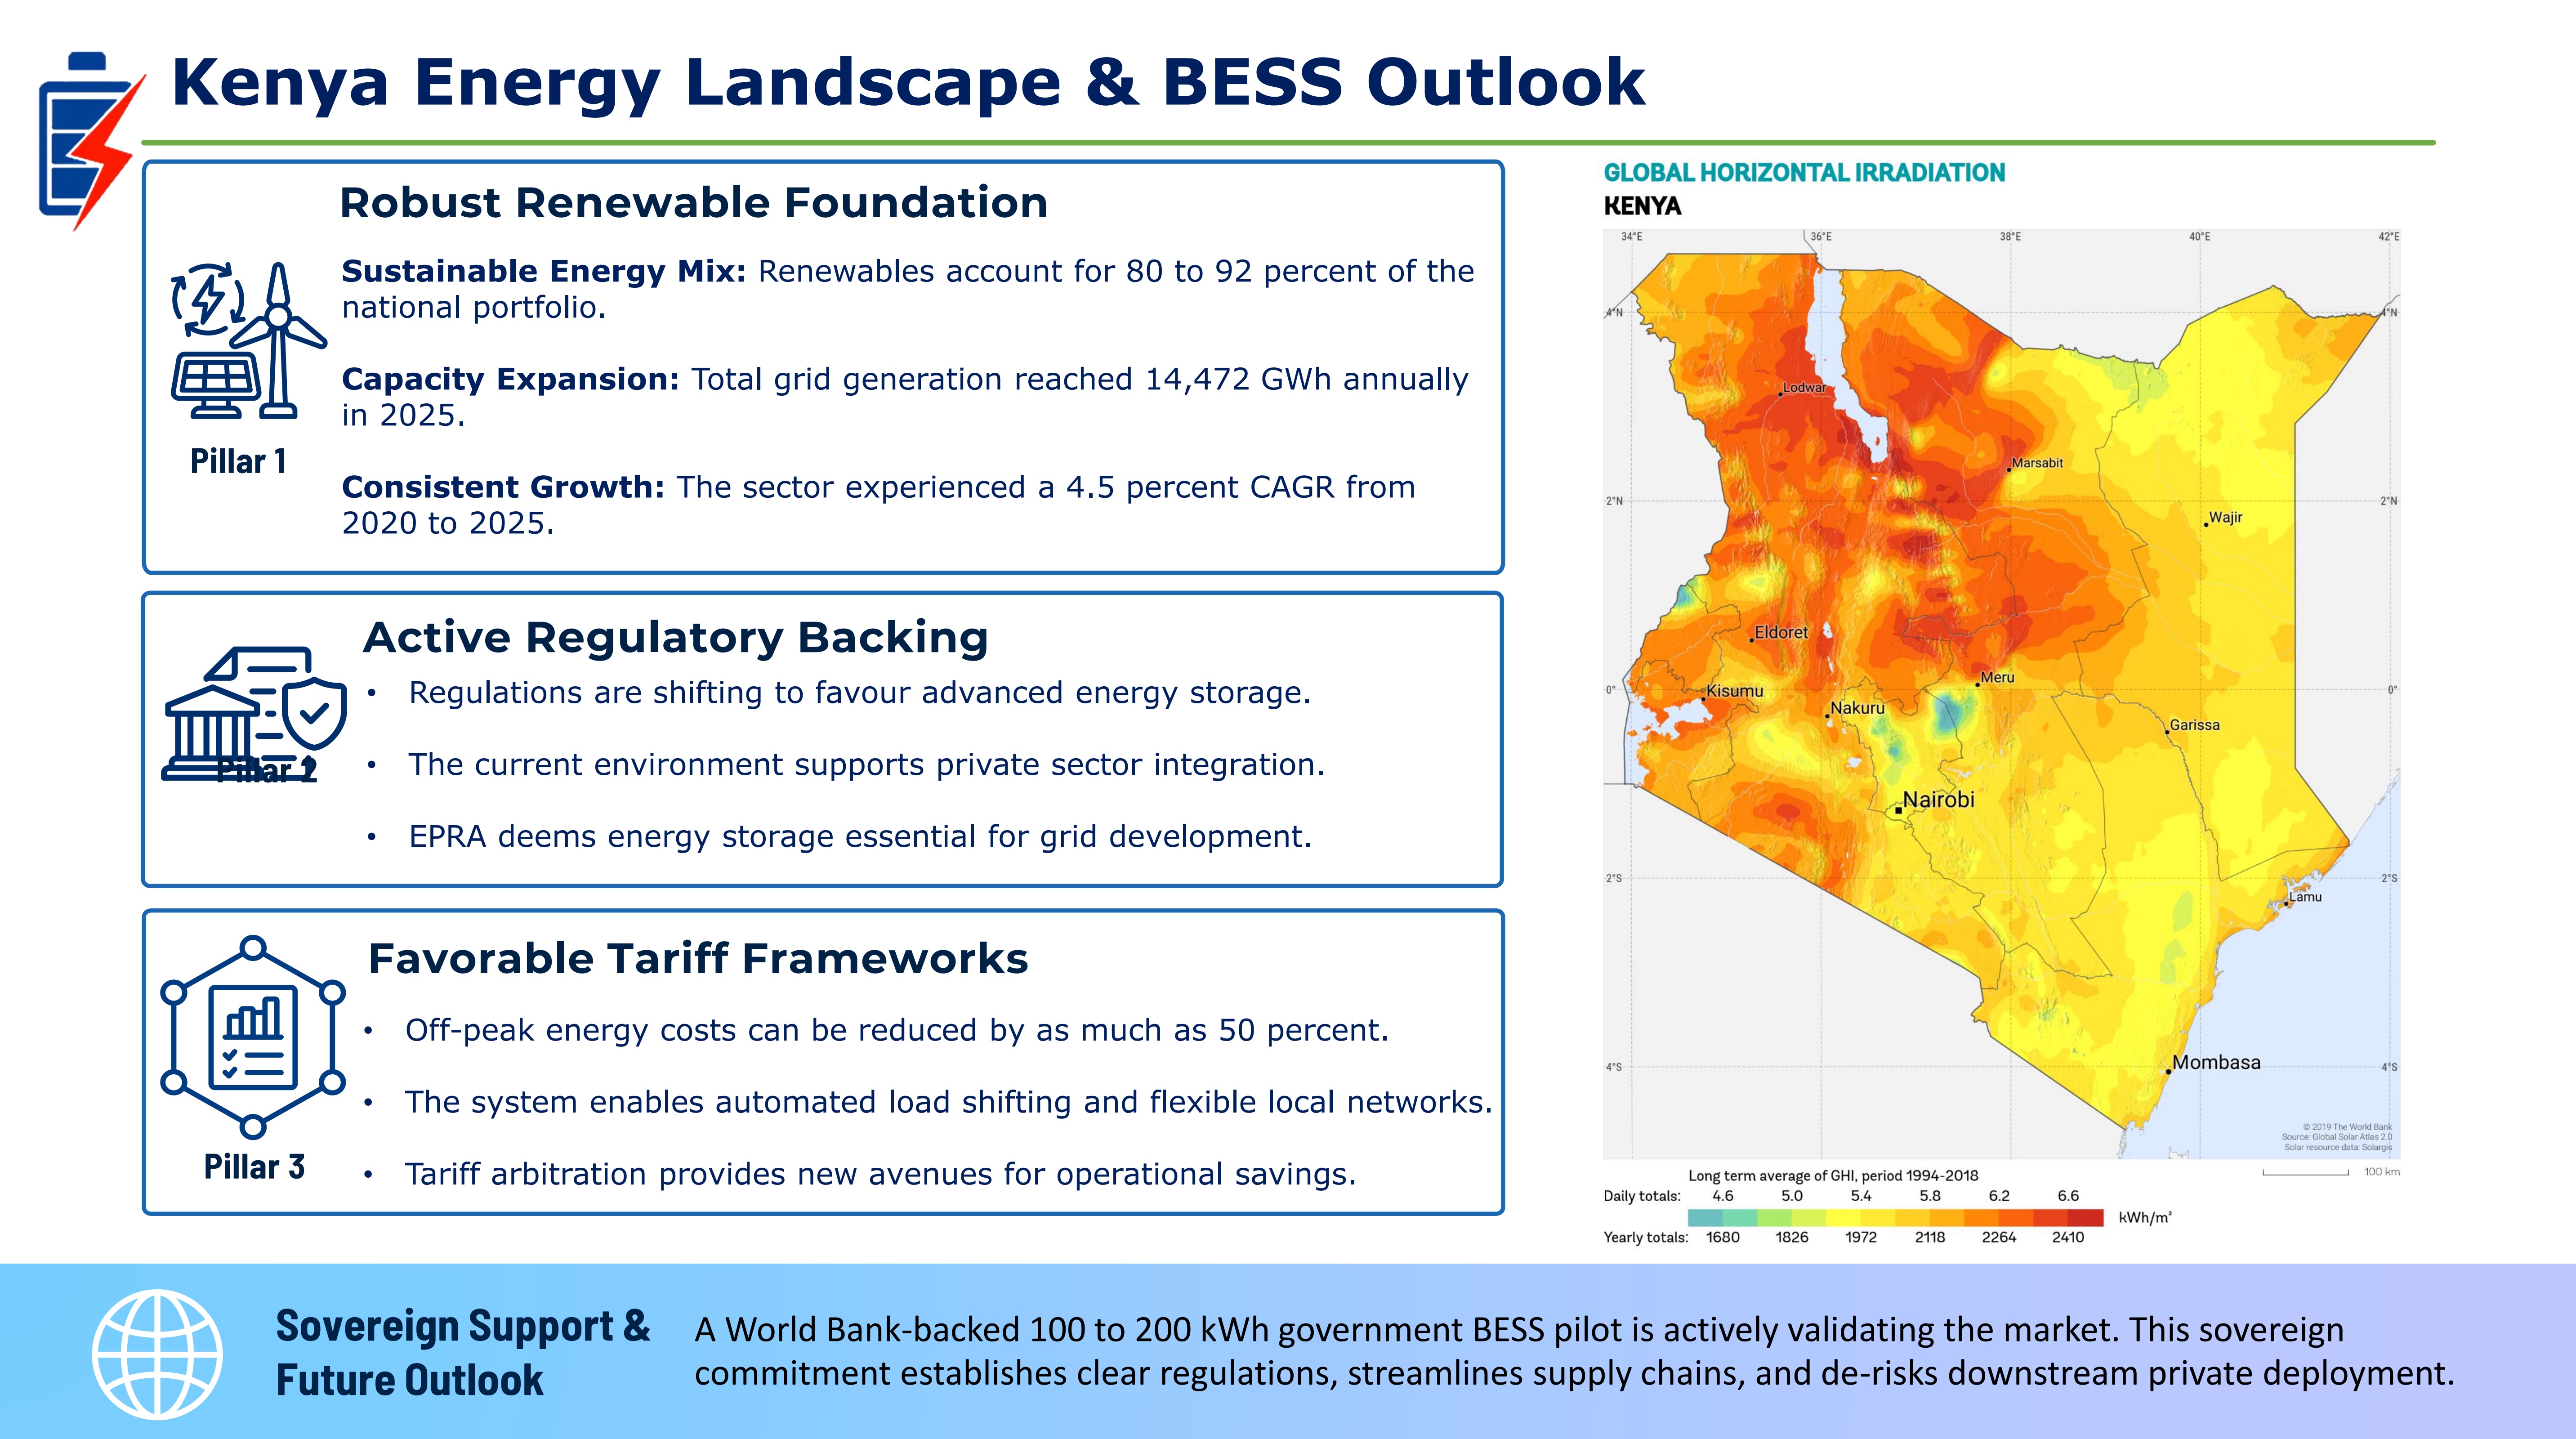 Kenya Energy Landscape & BESS Outlook
Robust Renewable Foundation
Sustainable Energy Mix: Renewables account for 80 to 92 percent of the
national portfolio.
Capacity Expansion: Total grid generation reached 14,472 GWh annually
in 2025.
Consistent Growth: The sector experienced a 4.5 percent CAGR from
2020 to 2025.
Pillar 1
Active Regulatory Backing
• Regulations are shifting to favour advanced energy storage.
• The current environment supports private sector integration.
• EPRA deems energy storage essential for grid development.
Pillar 2
Favorable Tariff Frameworks
• Off-peak energy costs can be reduced by as much as 50 percent.
• The system enables automated load shifting and flexible local networks.
• Tariff arbitration provides new avenues for operational savings.
Pillar 3
GLOBAL HORIZONTAL IRRADIATION
KENYA
34°E 36°E 38°E 40°E 42°E
4°N 4°N
Lodwar
Marsabit
2°N 2°N
Wajir
Eldoret
Meru
Kisumu
0° 0°
Nakuru
Garissa
Nairobi
2°S 2°S
Lamu
Mombasa
4°S 4°S
© 2019 The World Bank
Source: Global Solar Atlas 2.0
Solar resource data: Solargis
100 km
Long term average of GHI, period 1994-2018
Daily totals: 4.6 5.0 5.4 5.8 6.2 6.6
kWh/m²
Yearly totals: 1680 1826 1972 2118 2264 2410
Sovereign Support &
Future Outlook
A World Bank-backed 100 to 200 kWh government BESS pilot is actively validating the market. This sovereign
commitment establishes clear regulations, streamlines supply chains, and de-risks downstream private deployment.